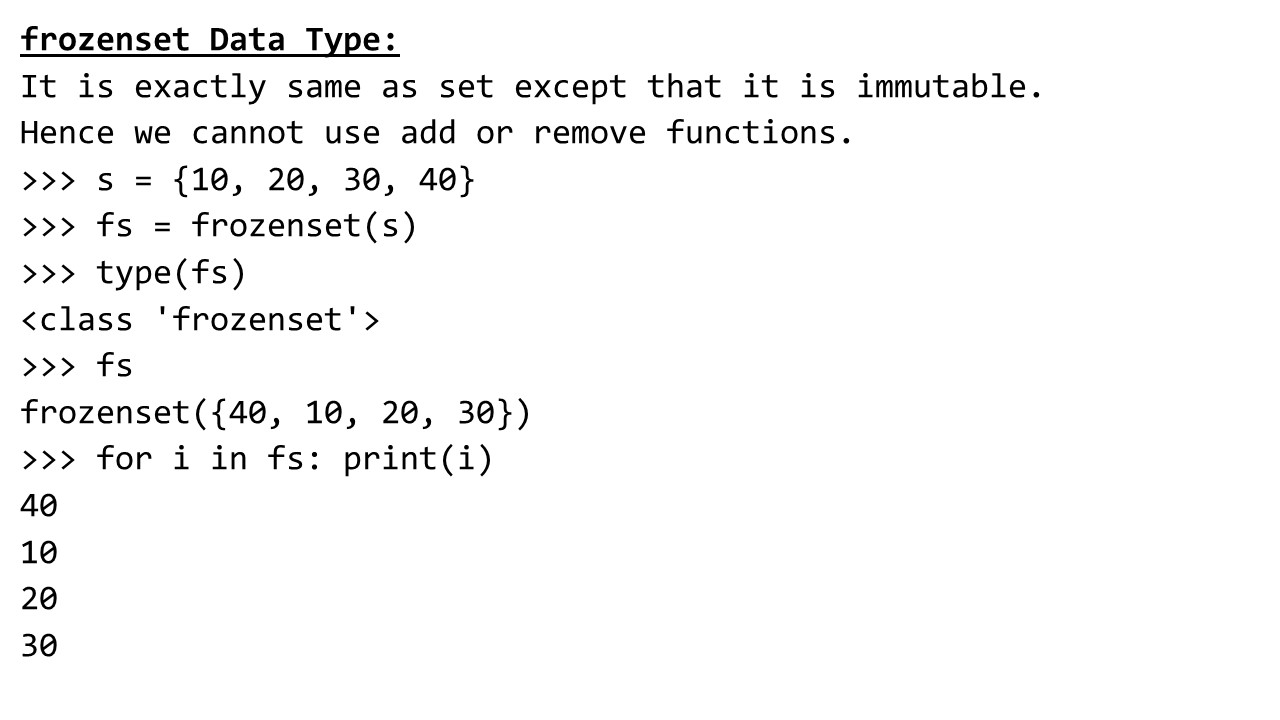 frozenset Data Type:
It is exactly same as set except that it is immutable.
Hence we cannot use add or remove functions.
>>> s = {10, 20, 30, 40}
>>> fs = frozenset(s)
>>> type(fs)
<class 'frozenset'>
>>> fs
frozenset({40, 10, 20, 30})
>>> for i in fs: print(i)
40
10
20
30